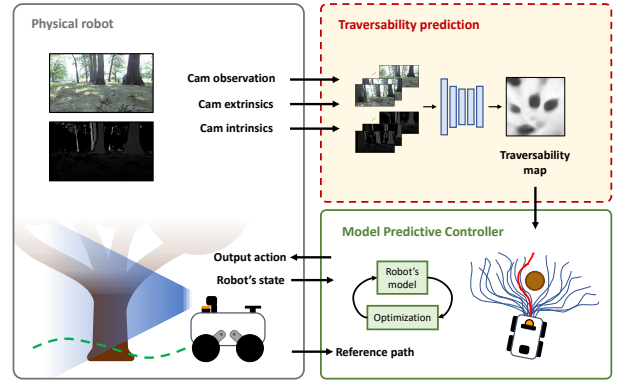 Physical robot
Cam observation
Cam extrinsics
Cam intrinsics
Traversability prediction
Traversability
map
Output action
Robot's state
Reference path
Model Predictive Controller
Robot's
model
Optimization